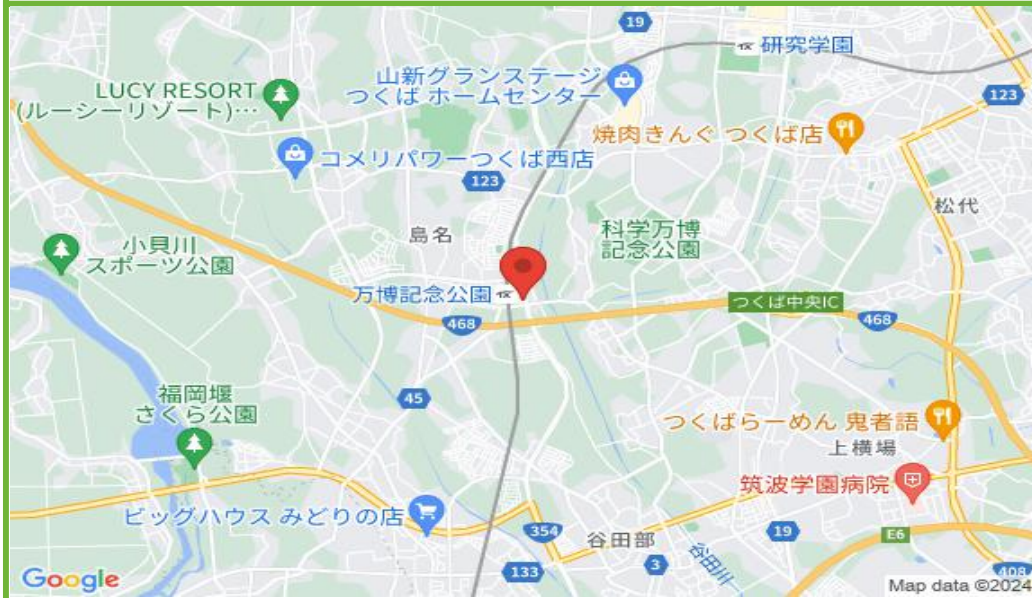 19
研究学園
山新グランステージ
つくば ホームセンター
LUCY RESORT
(ルーシーリゾート)…
123
焼肉きんぐ つくば店
コメリパワーつくば西店
123
松代
島名
科学万博
記念公園
小貝川
スポーツ公園
万博記念公園
つくば中央IC
468
468
45
福岡堰
さくら公園
つくばらーめん 鬼者語
上横場
筑波学園病院
ビッグハウス みどりの店
354
谷田部
19
E6
谷田川
133
3
408
Google
Map data ©2024